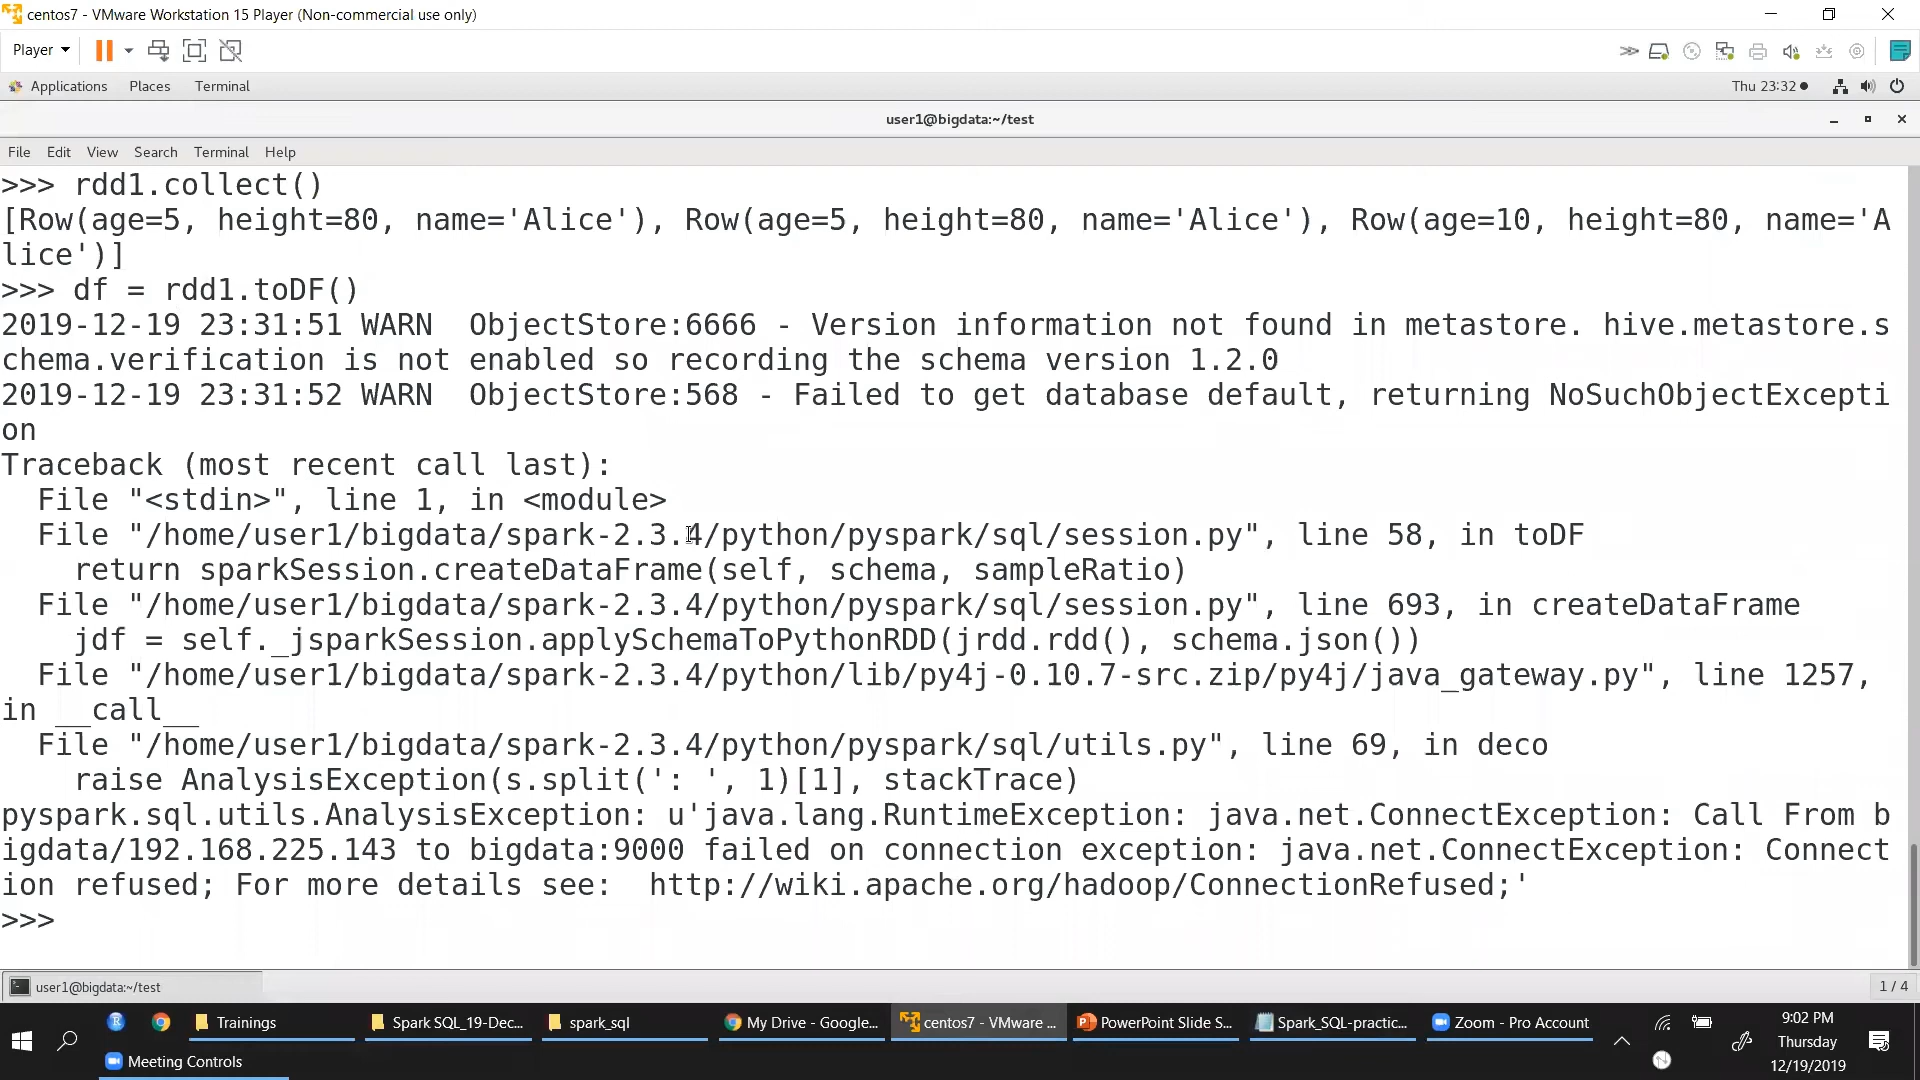 centos7 - VMware Workstation 15 Player (Non-commercial use only)
Player
Applications Places Terminal Thu 23:32
user1@bigdata:~/test
File Edit View Search Terminal Help
>>> rdd1.collect()
[Row(age=5, height=80, name='Alice'), Row(age=5, height=80, name='Alice'), Row(age=10, height=80, name='A
lice')]
>>> df = rdd1.toDF()
2019-12-19 23:31:51 WARN  ObjectStore:6666 - Version information not found in metastore. hive.metastore.s
chema.verification is not enabled so recording the schema version 1.2.0
2019-12-19 23:31:52 WARN  ObjectStore:568 - Failed to get database default, returning NoSuchObjectExcepti
on
Traceback (most recent call last):
  File "<stdin>", line 1, in <module>
  File "/home/user1/bigdata/spark-2.3.4/python/pyspark/sql/session.py", line 58, in toDF
    return sparkSession.createDataFrame(self, schema, sampleRatio)
  File "/home/user1/bigdata/spark-2.3.4/python/pyspark/sql/session.py", line 693, in createDataFrame
    jdf = self._jsparkSession.applySchemaToPythonRDD(jrdd.rdd(), schema.json())
  File "/home/user1/bigdata/spark-2.3.4/python/lib/py4j-0.10.7-src.zip/py4j/java_gateway.py", line 1257,
in __call__
  File "/home/user1/bigdata/spark-2.3.4/python/pyspark/sql/utils.py", line 69, in deco
    raise AnalysisException(s.split(': ', 1)[1], stackTrace)
pyspark.sql.utils.AnalysisException: u'java.lang.RuntimeException: java.net.ConnectException: Call From b
igdata/192.168.225.143 to bigdata:9000 failed on connection exception: java.net.ConnectException: Connect
ion refused; For more details see:  http://wiki.apache.org/hadoop/ConnectionRefused;'
>>>
user1@bigdata:~/test 1 / 4
Trainings Spark SQL_19-Dec... spark_sql My Drive - Google... centos7 - VMware ... PowerPoint Slide S... Spark_SQL-practic... Zoom - Pro Account
Meeting Controls
9:02 PM
Thursday
12/19/2019